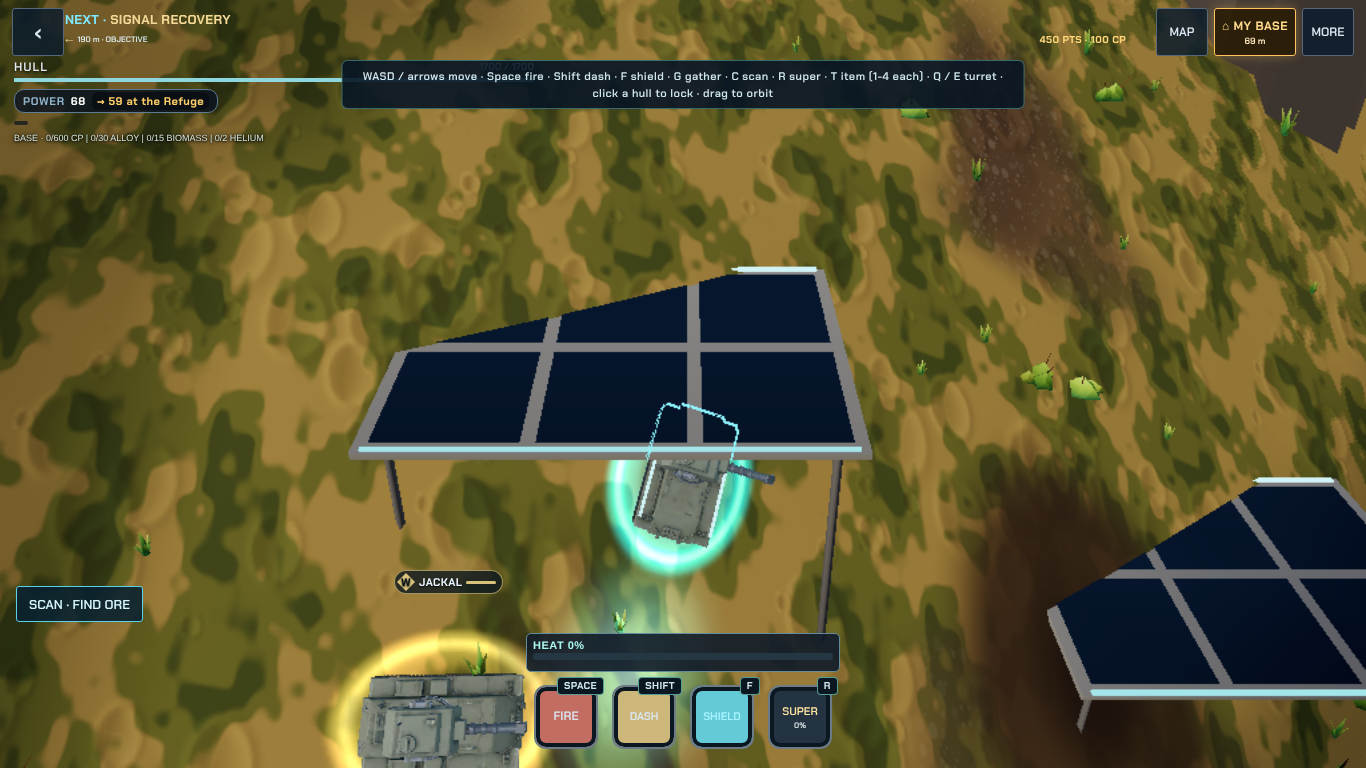 NEXT · SIGNAL RECOVERY
← 190 m · OBJECTIVE
HULL
1700 / 1700
POWER 68 → 59 at the Refuge
BASE · 0/600 CP | 0/30 ALLOY | 0/15 BIOMASS | 0/2 HELIUM
WASD / arrows move · Space fire · Shift dash · F shield · G gather · C scan · R super · T item (1-4 each) · Q / E turret ·
click a hull to lock · drag to orbit
450 PTS · 100 CP
MAP
⌂ MY BASE
69 m
MORE
W JACKAL
SCAN · FIND ORE
HEAT 0%
SPACE
FIRE
SHIFT
DASH
F
SHIELD
R
SUPER
0%